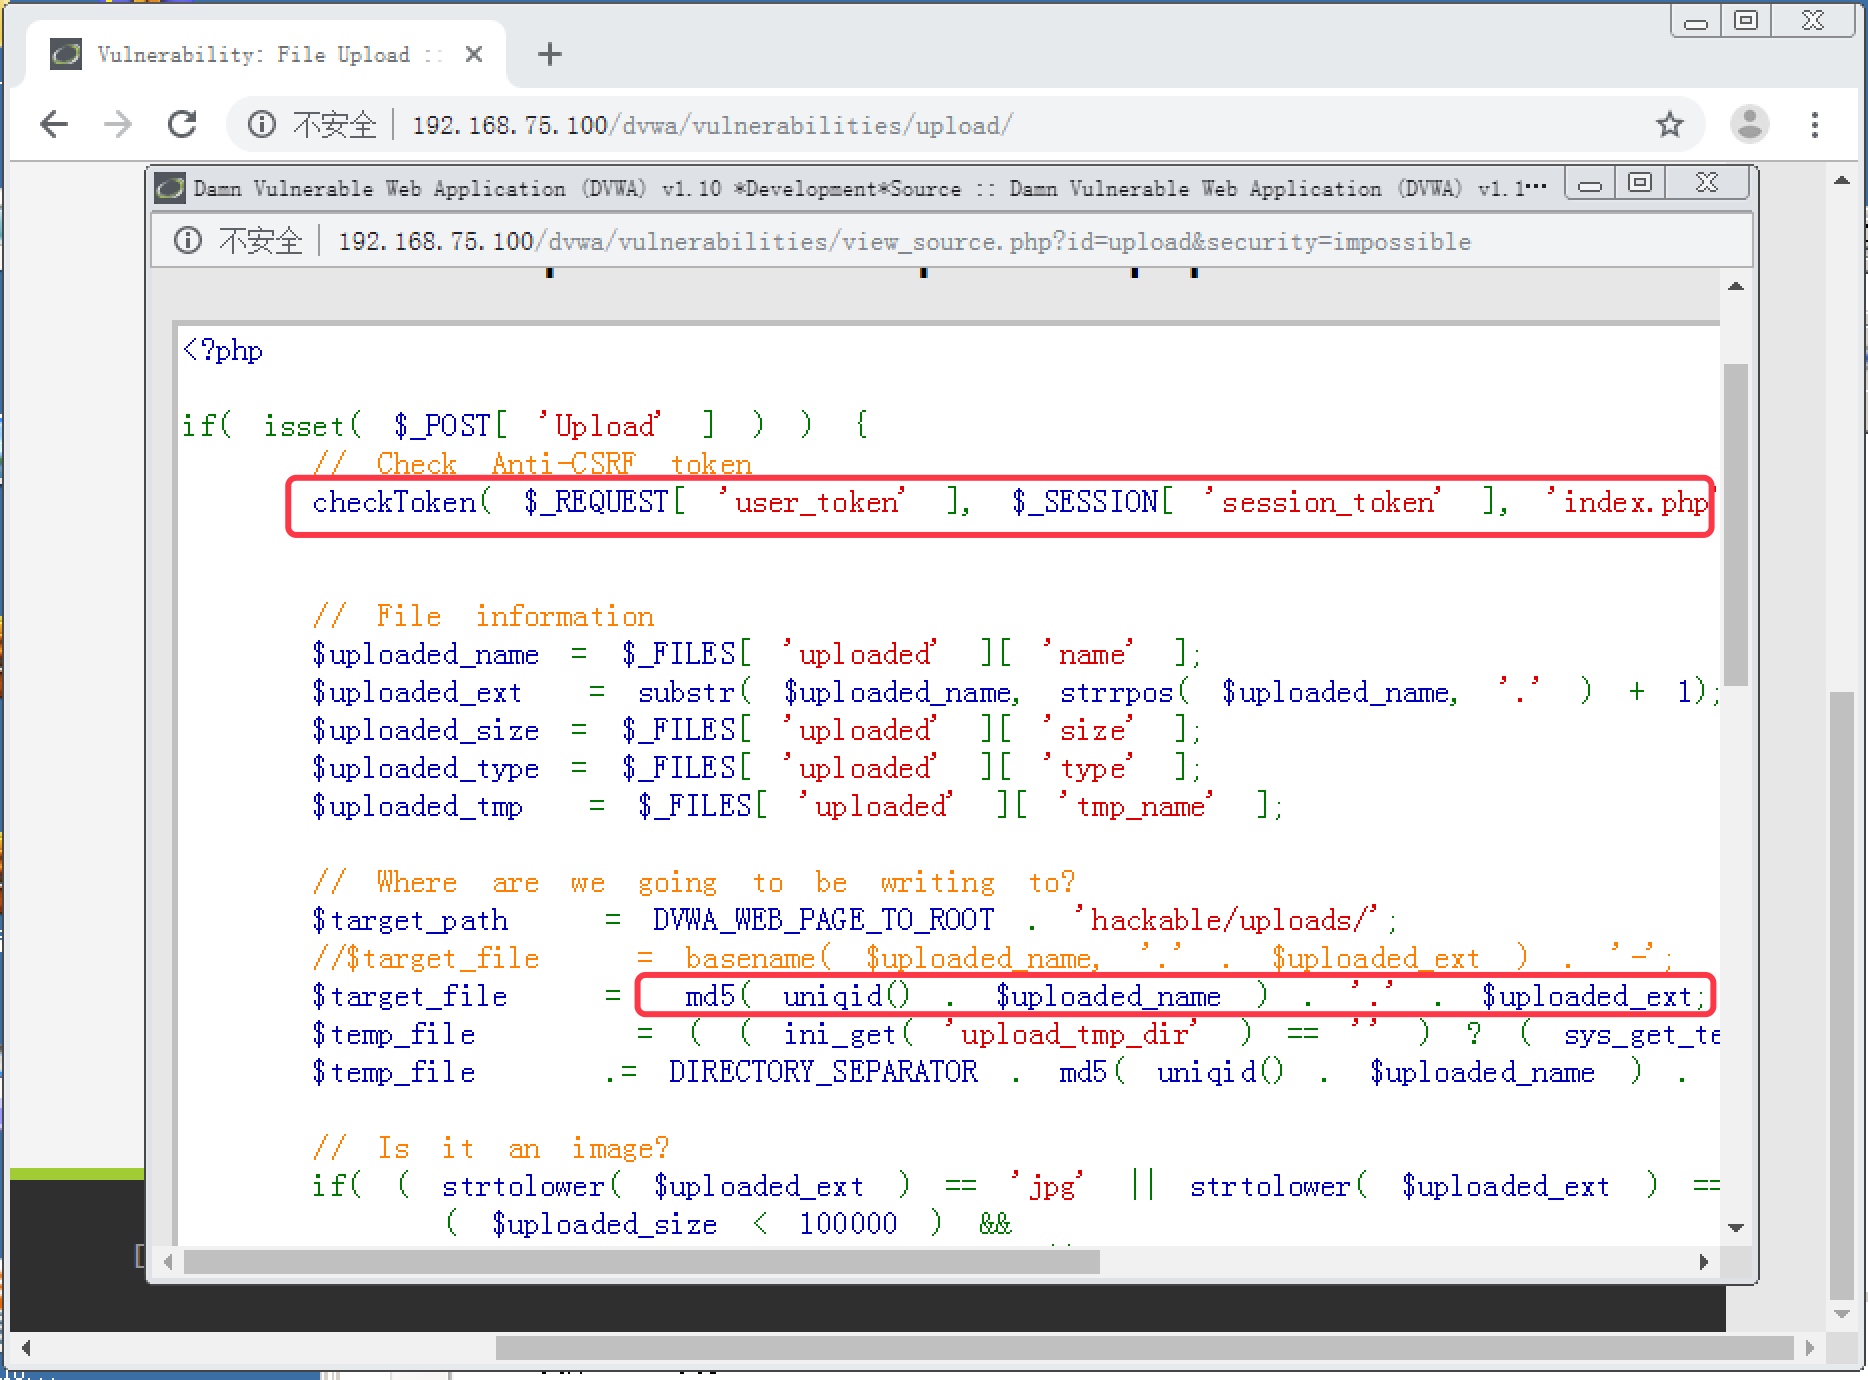 Vulnerability: File Upload ::
不安全 | 192.168.75.100/dvwa/vulnerabilities/upload/
Damn Vulnerable Web Application (DVWA) v1.10 *Development*Source :: Damn Vulnerable Web Application (DVWA) v1.1...
不安全 | 192.168.75.100/dvwa/vulnerabilities/view_source.php?id=upload&security=impossible
<?php
if( isset( $_POST[ 'Upload' ] ) ) {
// Check Anti-CSRF token
checkToken( $_REQUEST[ 'user_token' ], $_SESSION[ 'session_token' ], 'index.php'
// File information
$uploaded_name = $_FILES[ 'uploaded' ][ 'name' ];
$uploaded_ext = substr( $uploaded_name, strrpos( $uploaded_name, '.' ) + 1);
$uploaded_size = $_FILES[ 'uploaded' ][ 'size' ];
$uploaded_type = $_FILES[ 'uploaded' ][ 'type' ];
$uploaded_tmp = $_FILES[ 'uploaded' ][ 'tmp_name' ];
// Where are we going to be writing to?
$target_path = DVWA_WEB_PAGE_TO_ROOT . 'hackable/uploads/';
//$target_file = basename( $uploaded_name, '.' . $uploaded_ext ) . '-';
$target_file = md5( uniqid() . $uploaded_name ) . '.' . $uploaded_ext;
$temp_file = ( ( ini_get( 'upload_tmp_dir' ) == '' ) ? ( sys_get_te
$temp_file .= DIRECTORY_SEPARATOR . md5( uniqid() . $uploaded_name ) .
// Is it an image?
if( ( strtolower( $uploaded_ext ) == 'jpg' || strtolower( $uploaded_ext ) ==
( $uploaded_size < 100000 ) &&